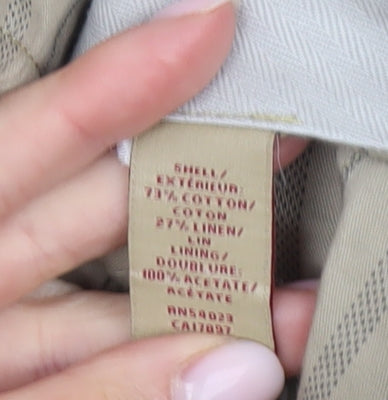 SHELL/
EXTÉRIEUR:
73% COTTON/
COTON
27% LINEN/
LIN
LINING/
DOUBLURE:
100% ACETATE/
ACÉTATE
RN54023
CA17897